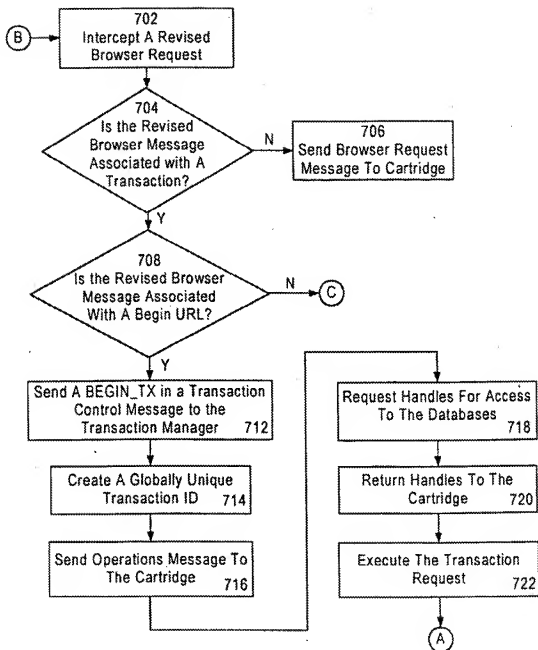 B
702
Intercept A Revised
Browser Request
704
Is the Revised
Browser Message
Associated with A
Transaction?
N
706
Send Browser Request
Message To Cartridge
Y
708
Is the Revised Browser
Message Associated
With A Begin URL?
N
C
Y
Send A BEGIN_TX in a Transaction
Control Message to the
Transaction Manager
712
Create A Globally Unique
Transaction ID
714
Send Operations Message To
The Cartridge
716
Request Handles For Access
To The Databases
718
Return Handles To The
Cartridge
720
Execute The Transaction
Request
722
A